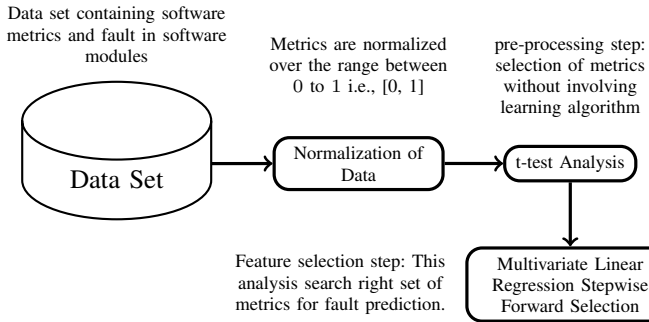 Data set containing software
metrics and fault in software
modules
Metrics are normalized
over the range between
0 to 1 i.e., [0, 1]
pre-processing step:
selection of metrics
without involving
learning algorithm
Data Set
Normalization of
Data
t-test Analysis
Feature selection step: This
analysis search right set of
metrics for fault prediction.
Multivariate Linear
Regression Stepwise
Forward Selection